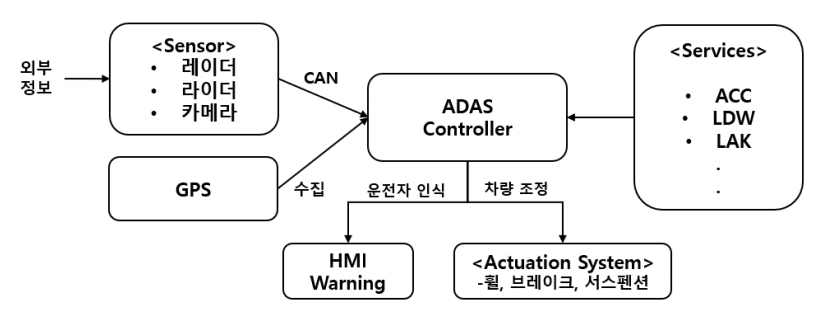 외부
정보
<Sensor>
• 레이더
• 라이더
• 카메라
CAN
GPS
수집
ADAS
Controller
<Services>
• ACC
• LDW
• LAK
.
.
운전자 인식
차량 조정
HMI
Warning
<Actuation System>
-휠, 브레이크, 서스펜션